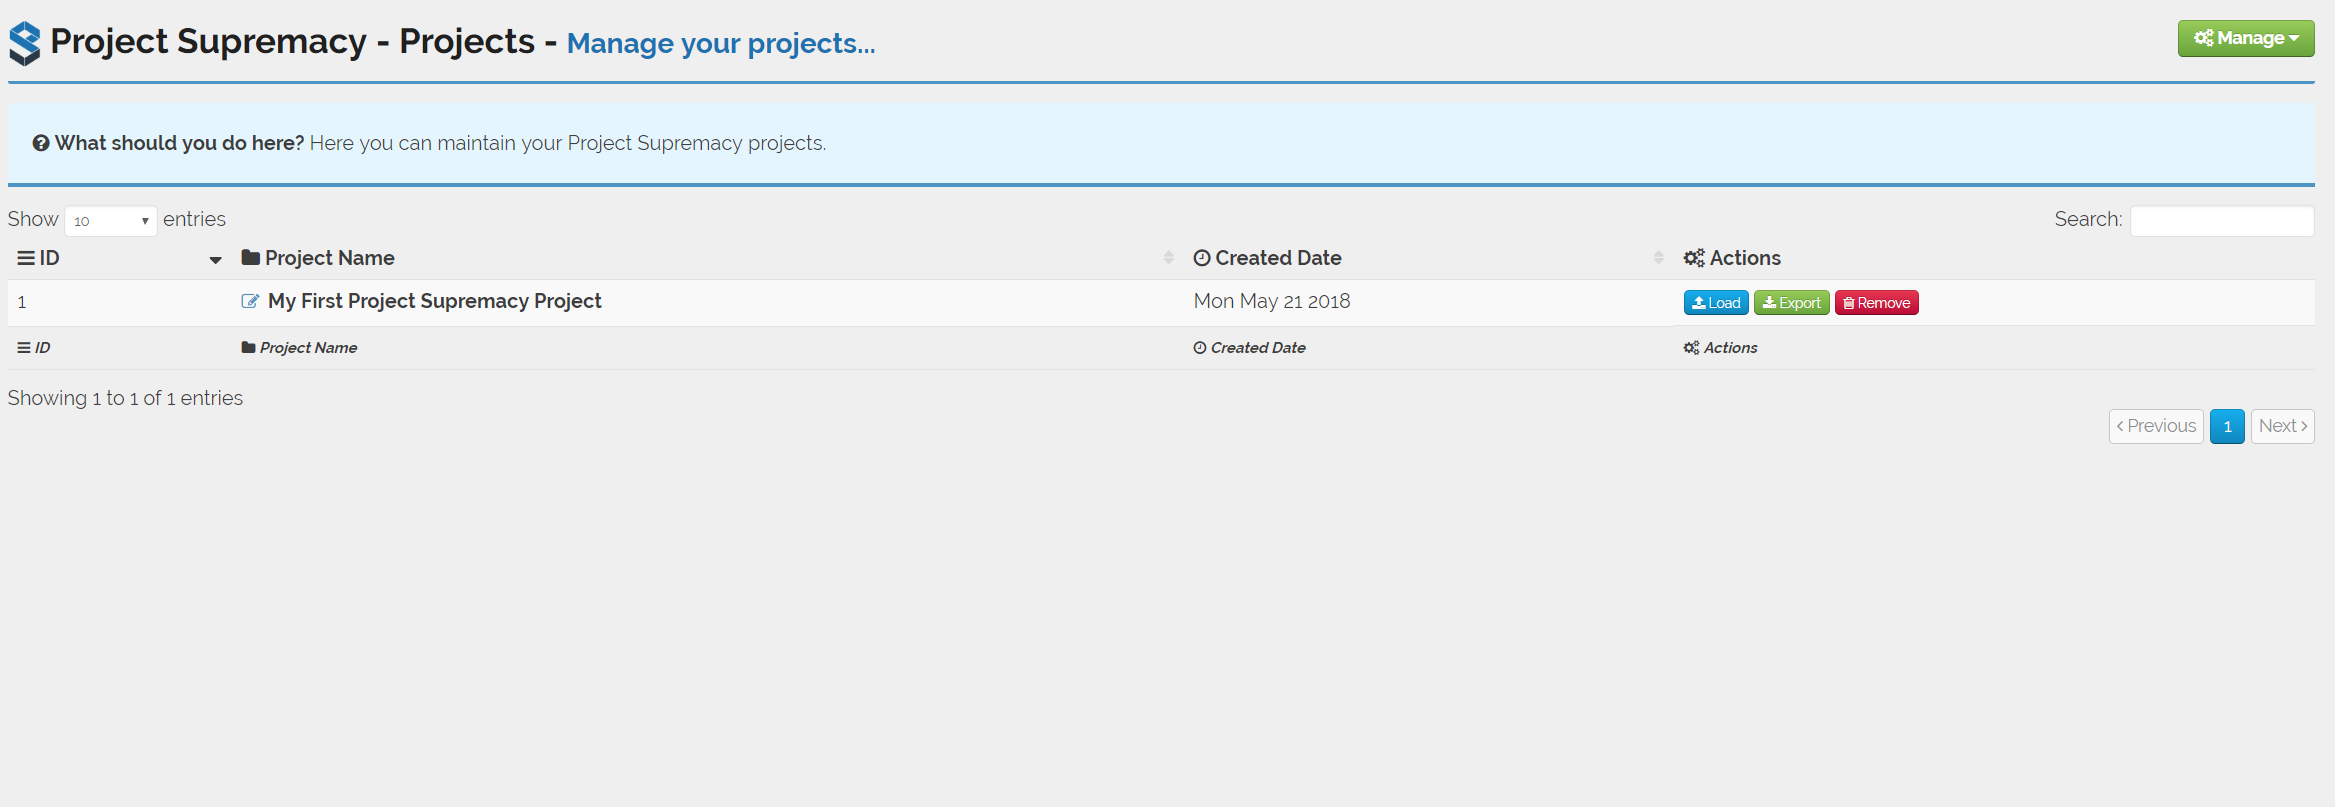 Project Supremacy - Projects - Manage your projects...
Manage
What should you do here? Here you can maintain your Project Supremacy projects.
Show 10 entries
Search:
ID Project Name Created Date Actions
1 My First Project Supremacy Project Mon May 21 2018 Load Export Remove
ID Project Name Created Date Actions
Showing 1 to 1 of 1 entries
‹ Previous 1 Next ›